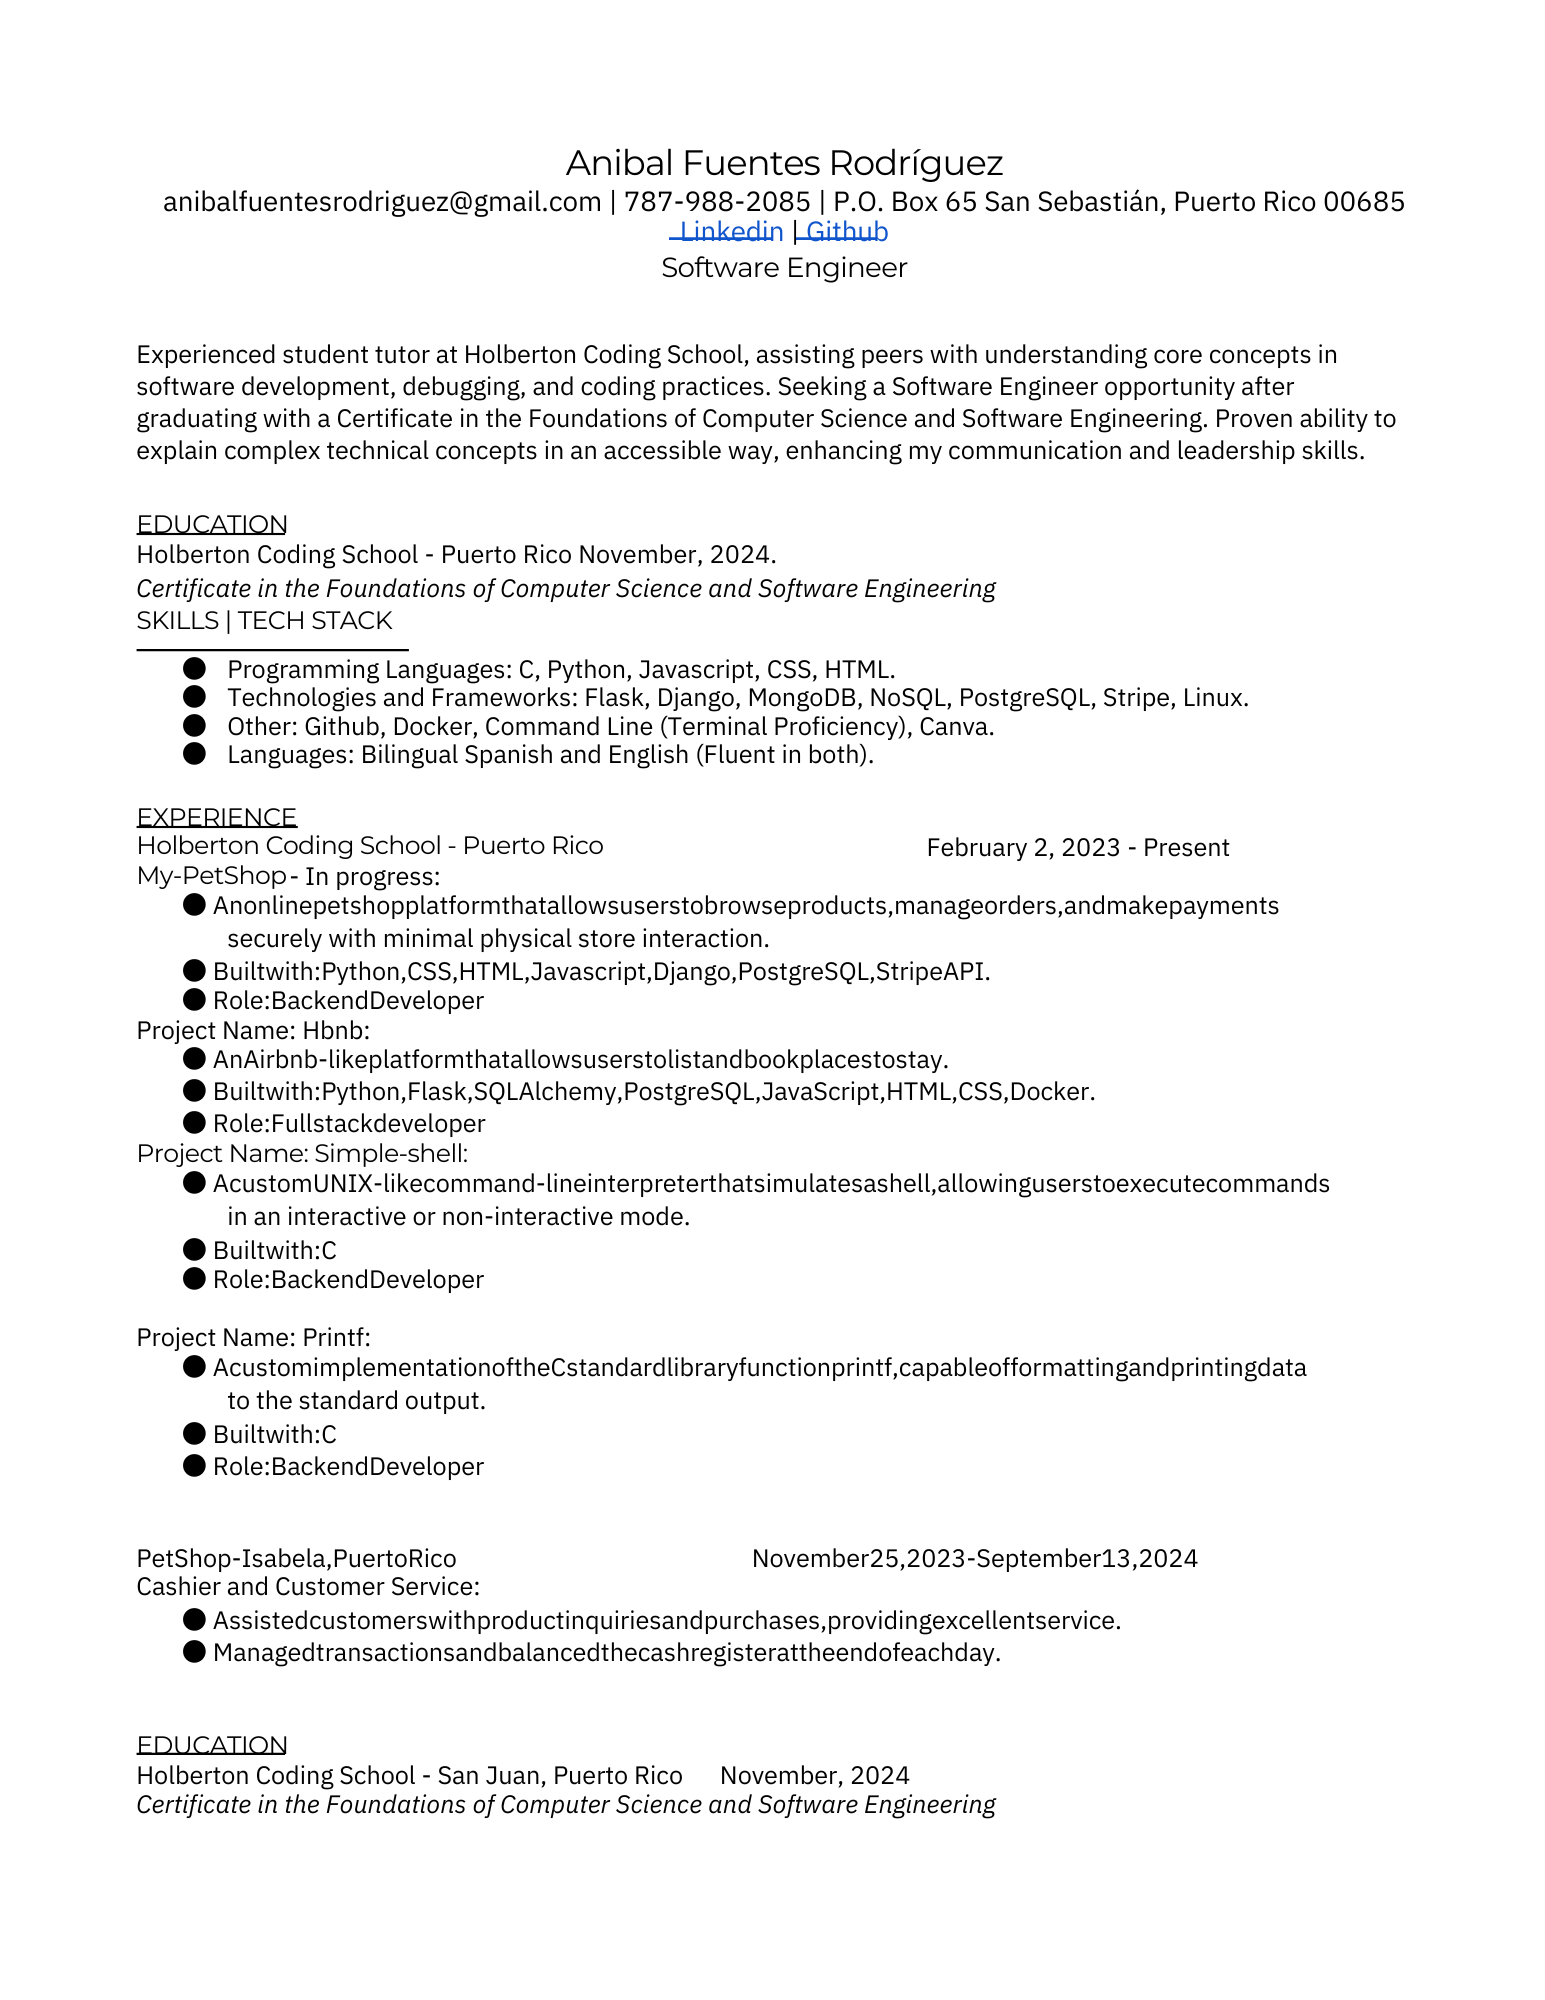 Anibal Fuentes Rodríguez
anibalfuentesrodriguez@gmail.com | 787-988-2085 | P.O. Box 65 San Sebastián, Puerto Rico 00685
Linkedin | Github
Software Engineer
Experienced student tutor at Holberton Coding School, assisting peers with understanding core concepts in
software development, debugging, and coding practices. Seeking a Software Engineer opportunity after
graduating with a Certificate in the Foundations of Computer Science and Software Engineering. Proven ability to
explain complex technical concepts in an accessible way, enhancing my communication and leadership skills.
EDUCATION
Holberton Coding School - Puerto Rico November, 2024.
Certificate in the Foundations of Computer Science and Software Engineering
SKILLS | TECH STACK
● Programming Languages: C, Python, Javascript, CSS, HTML.
● Technologies and Frameworks: Flask, Django, MongoDB, NoSQL, PostgreSQL, Stripe, Linux.
● Other: Github, Docker, Command Line (Terminal Proficiency), Canva.
● Languages: Bilingual Spanish and English (Fluent in both).
EXPERIENCE
Holberton Coding School - Puerto Rico February 2, 2023 - Present
My-PetShop - In progress:
● Anonlinepetshopplatformthatallowsuserstobrowseproducts,manageorders,andmakepayments
securely with minimal physical store interaction.
● Builtwith:Python,CSS,HTML,Javascript,Django,PostgreSQL,StripeAPI.
● Role:BackendDeveloper
Project Name: Hbnb:
● AnAirbnb-likeplatformthatallowsuserstolistandbookplacestostay.
● Builtwith:Python,Flask,SQLAlchemy,PostgreSQL,JavaScript,HTML,CSS,Docker.
● Role:Fullstackdeveloper
Project Name: Simple-shell:
● AcustomUNIX-likecommand-lineinterpreterthatsimulatesashell,allowinguserstoexecutecommands
in an interactive or non-interactive mode.
● Builtwith:C
● Role:BackendDeveloper
Project Name: Printf:
● AcustomimplementationoftheCstandardlibraryfunctionprintf,capableofformattingandprintingdata
to the standard output.
● Builtwith:C
● Role:BackendDeveloper
PetShop-Isabela,PuertoRico November25,2023-September13,2024
Cashier and Customer Service:
● Assistedcustomerswithproductinquiriesandpurchases,providingexcellentservice.
● Managedtransactionsandbalancedthecashregisterattheendofeachday.
EDUCATION
Holberton Coding School - San Juan, Puerto Rico November, 2024
Certificate in the Foundations of Computer Science and Software Engineering